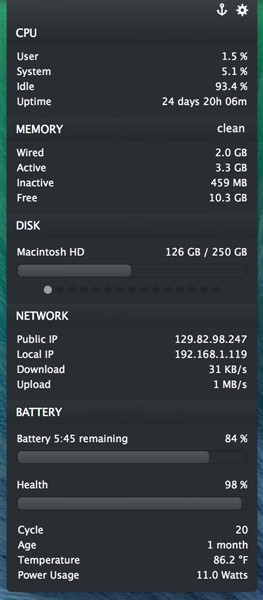 CPU
User 1.5 %
System 5.1 %
Idle 93.4 %
Uptime 24 days 20h 06m
MEMORY clean
Wired 2.0 GB
Active 3.3 GB
Inactive 459 MB
Free 10.3 GB
DISK
Macintosh HD 126 GB / 250 GB
NETWORK
Public IP 129.82.98.247
Local IP 192.168.1.119
Download 31 KB/s
Upload 1 MB/s
BATTERY
Battery 5:45 remaining 84 %
Health 98 %
Cycle 20
Age 1 month
Temperature 86.2 °F
Power Usage 11.0 Watts